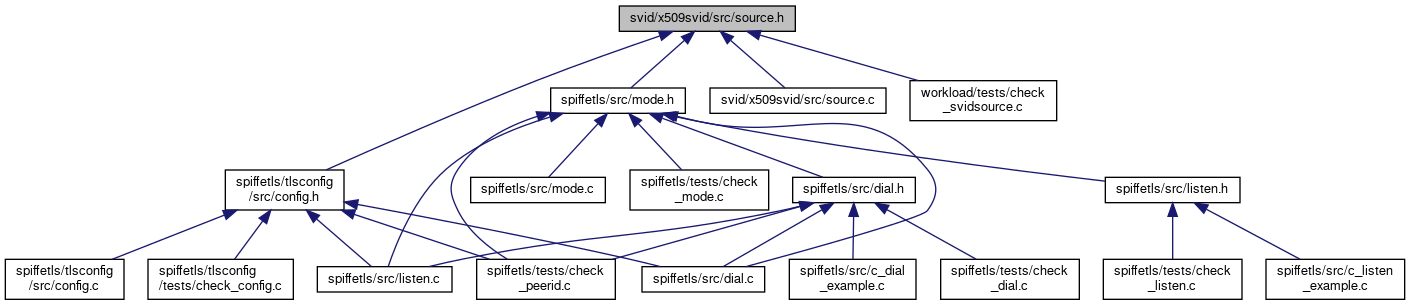 svid/x509svid/src/source.h
spiffetls/src/mode.h
svid/x509svid/src/source.c
workload/tests/check
_svidsource.c
spiffetls/tlsconfig
/src/config.h
spiffetls/src/mode.c
spiffetls/tests/check
_mode.c
spiffetls/src/dial.h
spiffetls/src/listen.h
spiffetls/tlsconfig
/src/config.c
spiffetls/tlsconfig
/tests/check_config.c
spiffetls/src/listen.c
spiffetls/tests/check
_peerid.c
spiffetls/src/dial.c
spiffetls/src/c_dial
_example.c
spiffetls/tests/check
_dial.c
spiffetls/tests/check
_listen.c
spiffetls/src/c_listen
_example.c